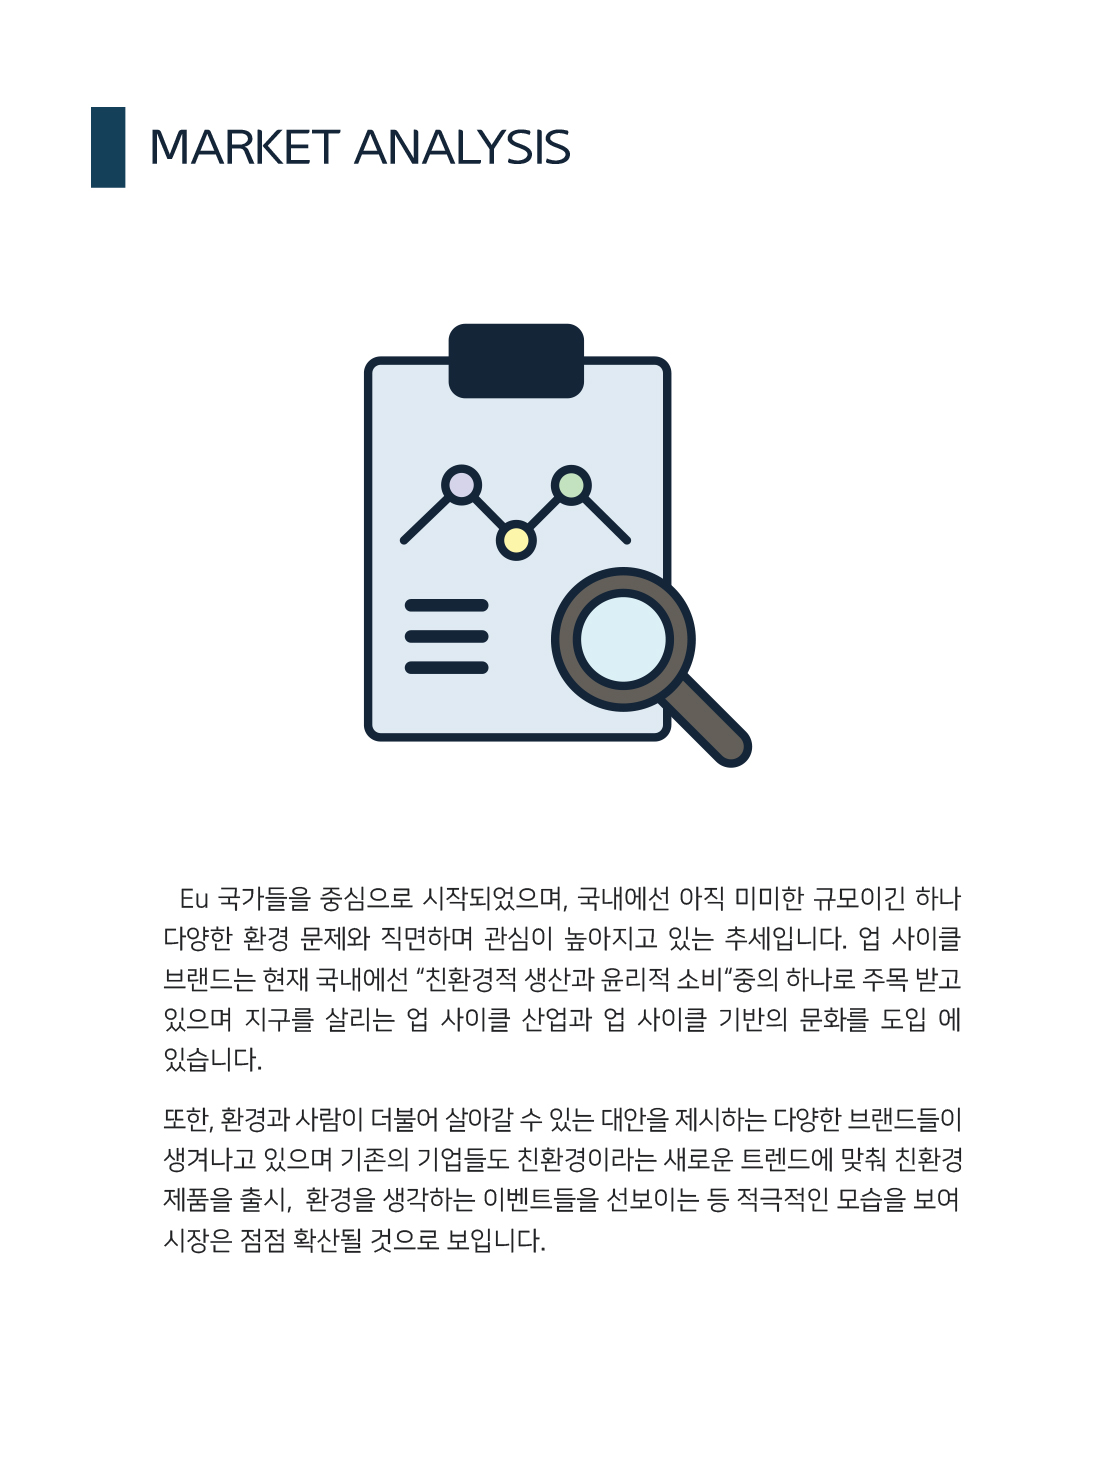 MARKET ANALYSIS
Eu 국가들을 중심으로 시작되었으며, 국내에선 아직 미미한 규모이긴 하나
다양한 환경 문제와 직면하며 관심이 높아지고 있는 추세입니다. 업 사이클
브랜드는 현재 국내에선 “친환경적 생산과 윤리적 소비“중의 하나로 주목 받고
있으며 지구를 살리는 업 사이클 산업과 업 사이클 기반의 문화를 도입 에
있습니다.
또한, 환경과 사람이 더불어 살아갈 수 있는 대안을 제시하는 다양한 브랜드들이
생겨나고 있으며 기존의 기업들도 친환경이라는 새로운 트렌드에 맞춰 친환경
제품을 출시, 환경을 생각하는 이벤트들을 선보이는 등 적극적인 모습을 보여
시장은 점점 확산될 것으로 보입니다.